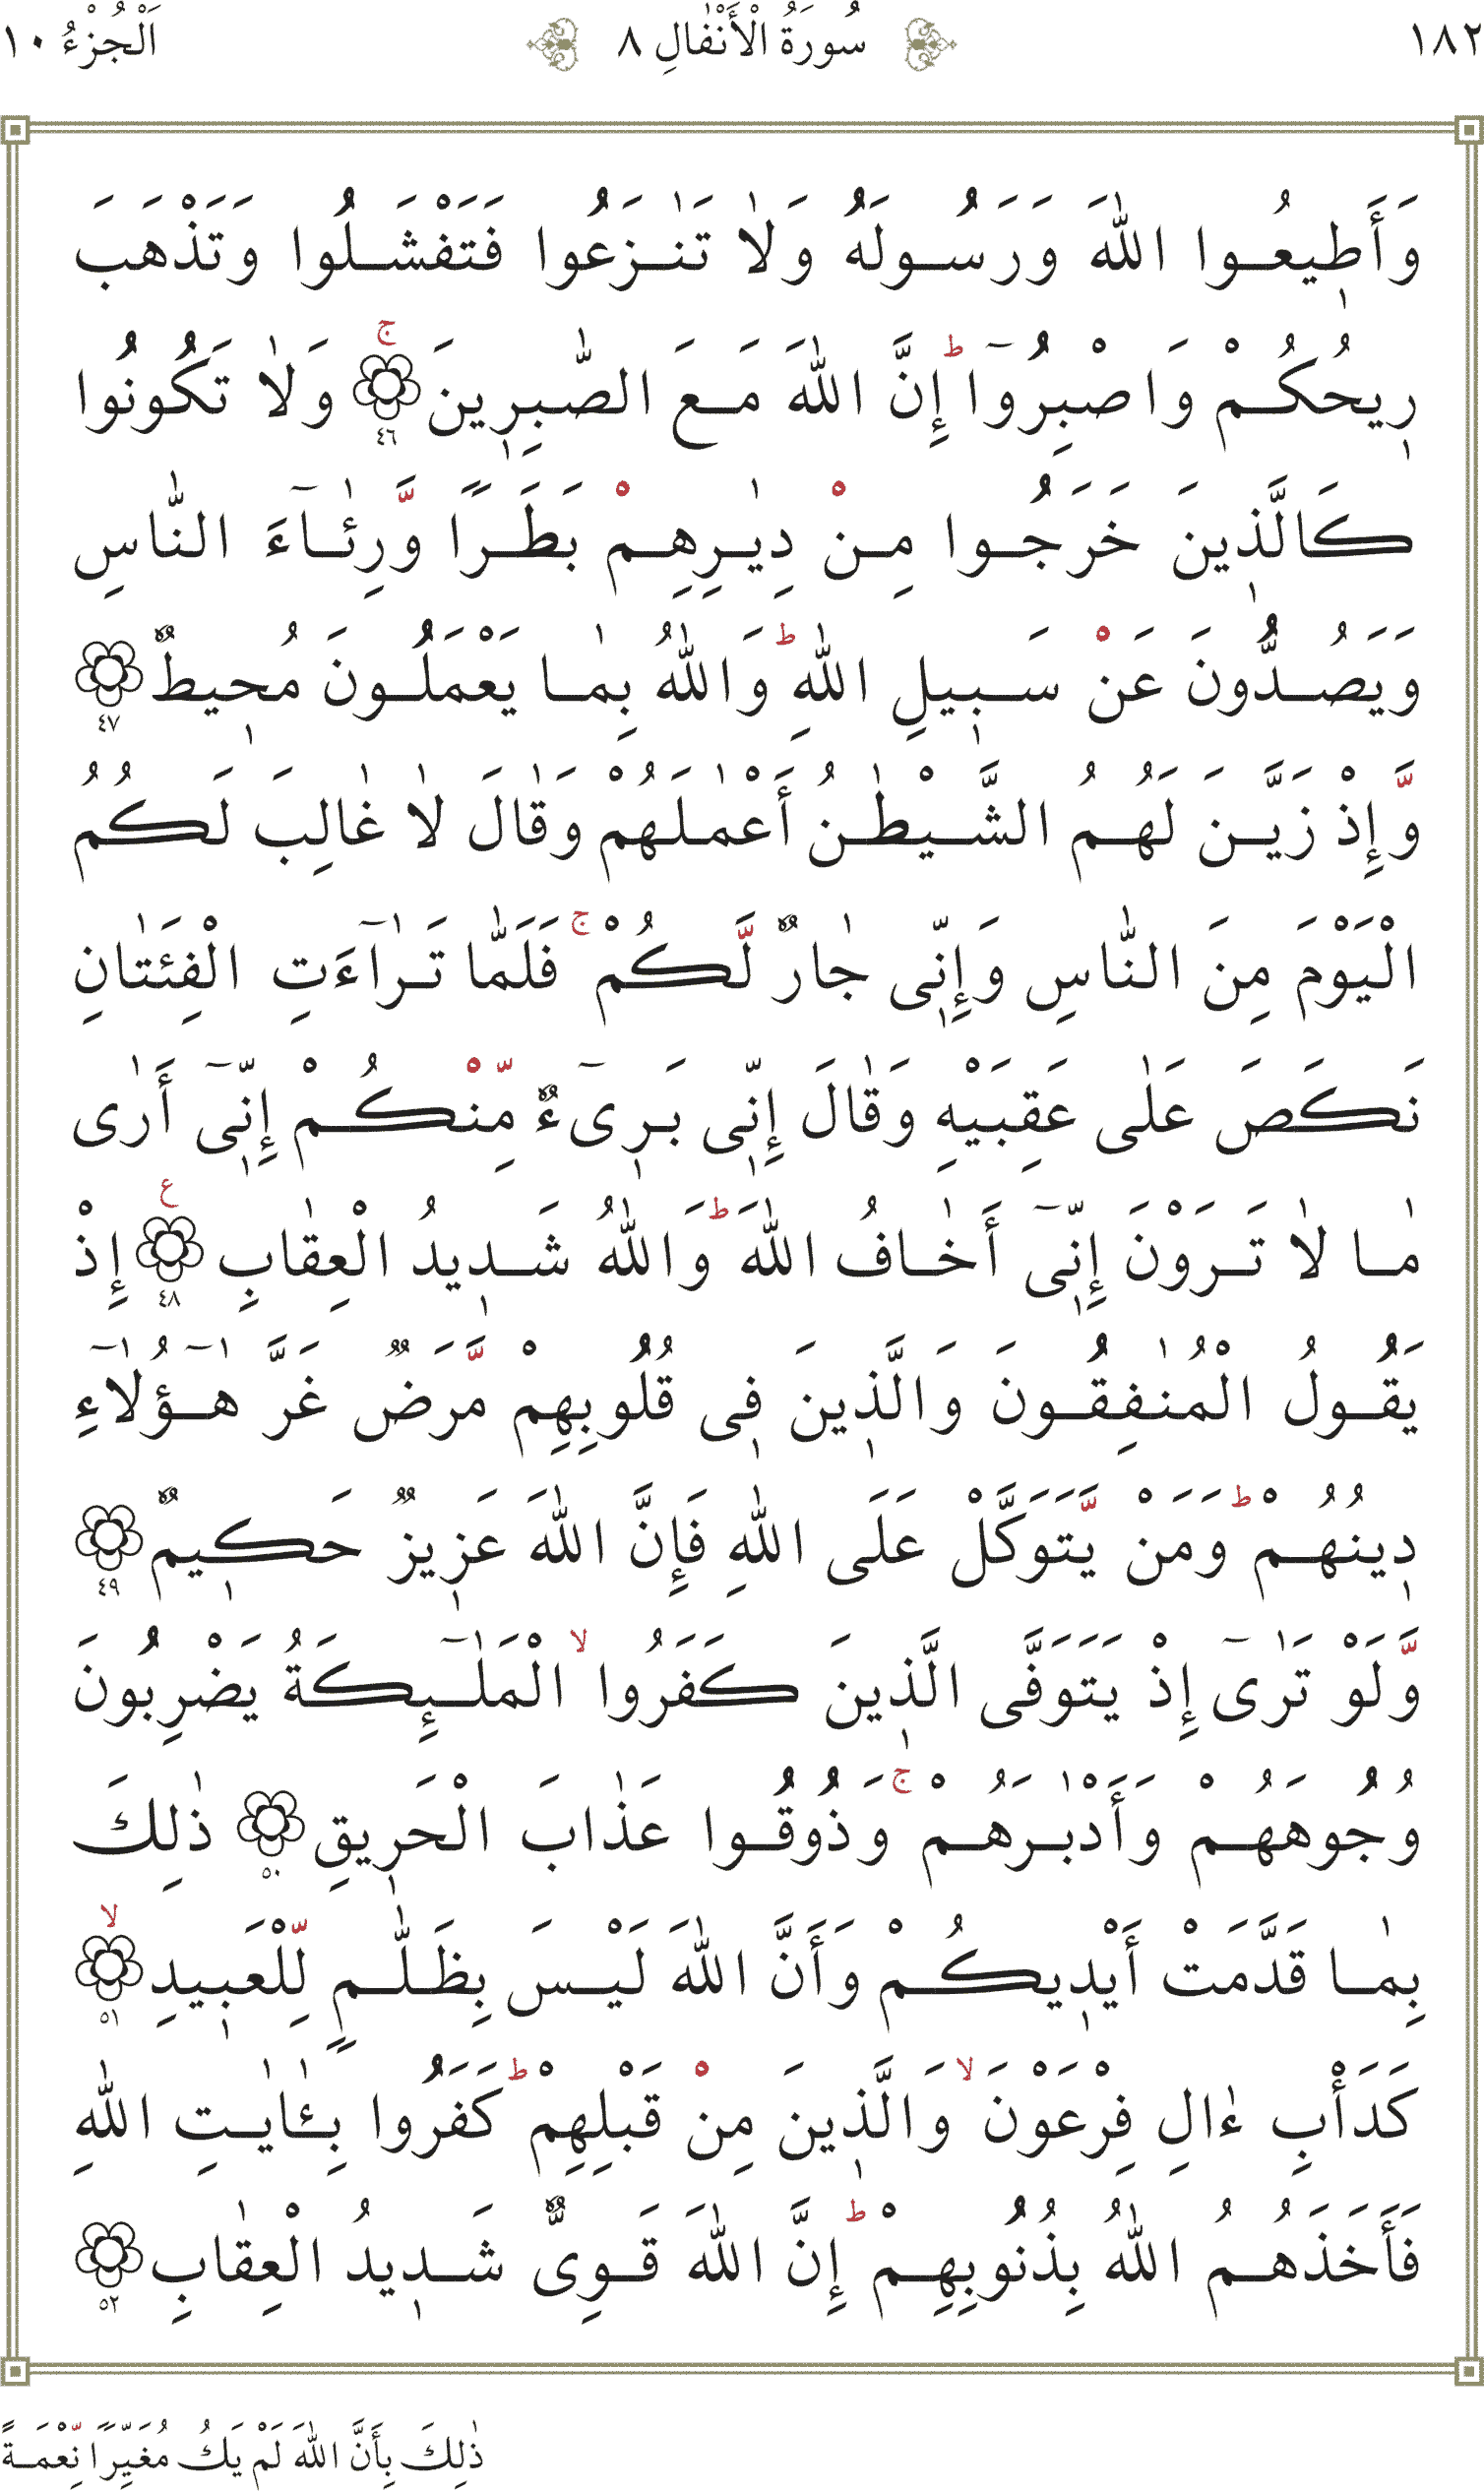 ١٨٢ سُورَةُ الْأَنْفٰالِ ٨ اَلْجُزْءُ ١٠
وَأَطِيعُوا اللّٰهَ وَرَسُولَهُ وَلٰا تَنٰزَعُوا فَتَفْشَلُوا وَتَذْهَبَ
رِيحُكُمْ وَاصْبِرُوٓا ۗ إِنَّ اللّٰهَ مَعَ الصّٰبِرِينَ ٤٦ ۚ وَلٰا تَكُونُوا
كَالَّذِينَ خَرَجُوا مِنْ دِيٰرِهِمْ بَطَرًا وَّرِئٰٓاءَ النّٰاسِ
وَيَصُدُّونَ عَنْ سَبِيلِ اللّٰهِ ؕ وَاللّٰهُ بِمٰا يَعْمَلُونَ مُحِيطٌ ٤٧
وَّإِذْ زَيَّنَ لَهُمُ الشَّيْطٰنُ أَعْمٰلَهُمْ وَقٰالَ لٰا غٰالِبَ لَكُمُ
الْيَوْمَ مِنَ النّٰاسِ وَإِنِّى جٰارٌ لَّكُمْ ۚ فَلَمّٰا تَرٰٓاءَتِ الْفِئَتٰانِ
نَكَصَ عَلٰى عَقِبَيْهِ وَقٰالَ إِنِّى بَرِىٓءٌ مِّنْكُمْ إِنِّىٓ أَرٰى
مٰا لٰا تَرَوْنَ إِنِّىٓ أَخٰافُ اللّٰهَ ؕ وَاللّٰهُ شَدِيدُ الْعِقٰابِ ٤٨ ع إِذْ
يَقُولُ الْمُنٰفِقُونَ وَالَّذِينَ فِى قُلُوبِهِمْ مَّرَضٌ غَرَّ هٰٓؤُلٰٓاءِ
دِينُهُمْ ؕ وَمَنْ يَّتَوَكَّلْ عَلَى اللّٰهِ فَإِنَّ اللّٰهَ عَزِيزٌ حَكِيمٌ ٤٩
وَّلَوْ تَرٰىٓ إِذْ يَتَوَفَّى الَّذِينَ كَفَرُوا ۙ الْمَلٰٓئِكَةُ يَضْرِبُونَ
وُجُوهَهُمْ وَأَدْبٰرَهُمْ ۚ وَذُوقُوا عَذٰابَ الْحَرِيقِ ٥٠ ذٰلِكَ
بِمٰا قَدَّمَتْ أَيْدِيكُمْ وَأَنَّ اللّٰهَ لَيْسَ بِظَلّٰمٍ لِّلْعَبِيدِ ٥١ ۙ
كَدَأْبِ ءٰالِ فِرْعَوْنَ ۙ وَالَّذِينَ مِنْ قَبْلِهِمْ ؕ كَفَرُوا بِـٰٔايٰتِ اللّٰهِ
فَأَخَذَهُمُ اللّٰهُ بِذُنُوبِهِمْ ؕ إِنَّ اللّٰهَ قَوِىٌّ شَدِيدُ الْعِقٰابِ ٥٢
ذٰلِكَ بِأَنَّ اللّٰهَ لَمْ يَكُ مُغَيِّرًا نِّعْمَةً